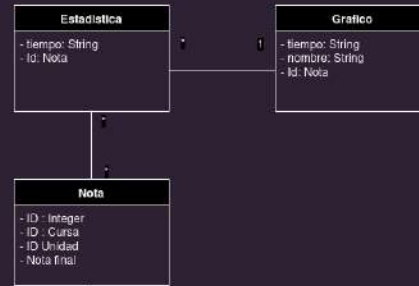 Estadistica
- tiempo: String
- Id: Nota
*
1
Grafico
- tiempo: String
- nombre: String
- Id: Nota
*
*
Nota
- ID : Integer
- ID : Cursa
- ID Unidad
- Nota final